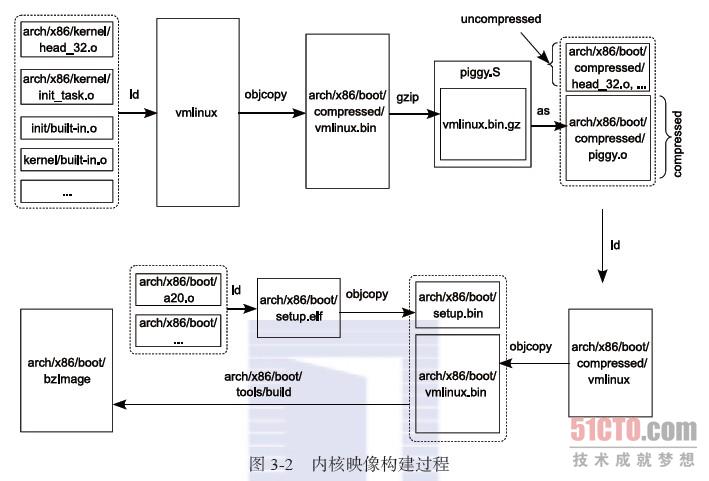 arch/x86/kernel/
head_32.o
arch/x86/kernel/
init_task.o
init/built-in.o
kernel/built-in.o
...
ld
vmlinux
objcopy
arch/x86/boot/
compressed/
vmlinux.bin
gzip
piggy.S
vmlinux.bin.gz
as
uncompressed
arch/x86/boot/
compressed/
head_32.o, ...
arch/x86/boot/
compressed/
piggy.o
compressed
ld
arch/x86/boot/
a20.o
arch/x86/boot/
...
ld
arch/x86/boot/
setup.elf
objcopy
arch/x86/boot/
setup.bin
arch/x86/boot/
vmlinux.bin
objcopy
arch/x86/boot/
compressed/
vmlinux
arch/x86/boot/
tools/build
arch/x86/boot/
bzImage
51CTO.com
技术成就梦想
图 3-2 内核映像构建过程